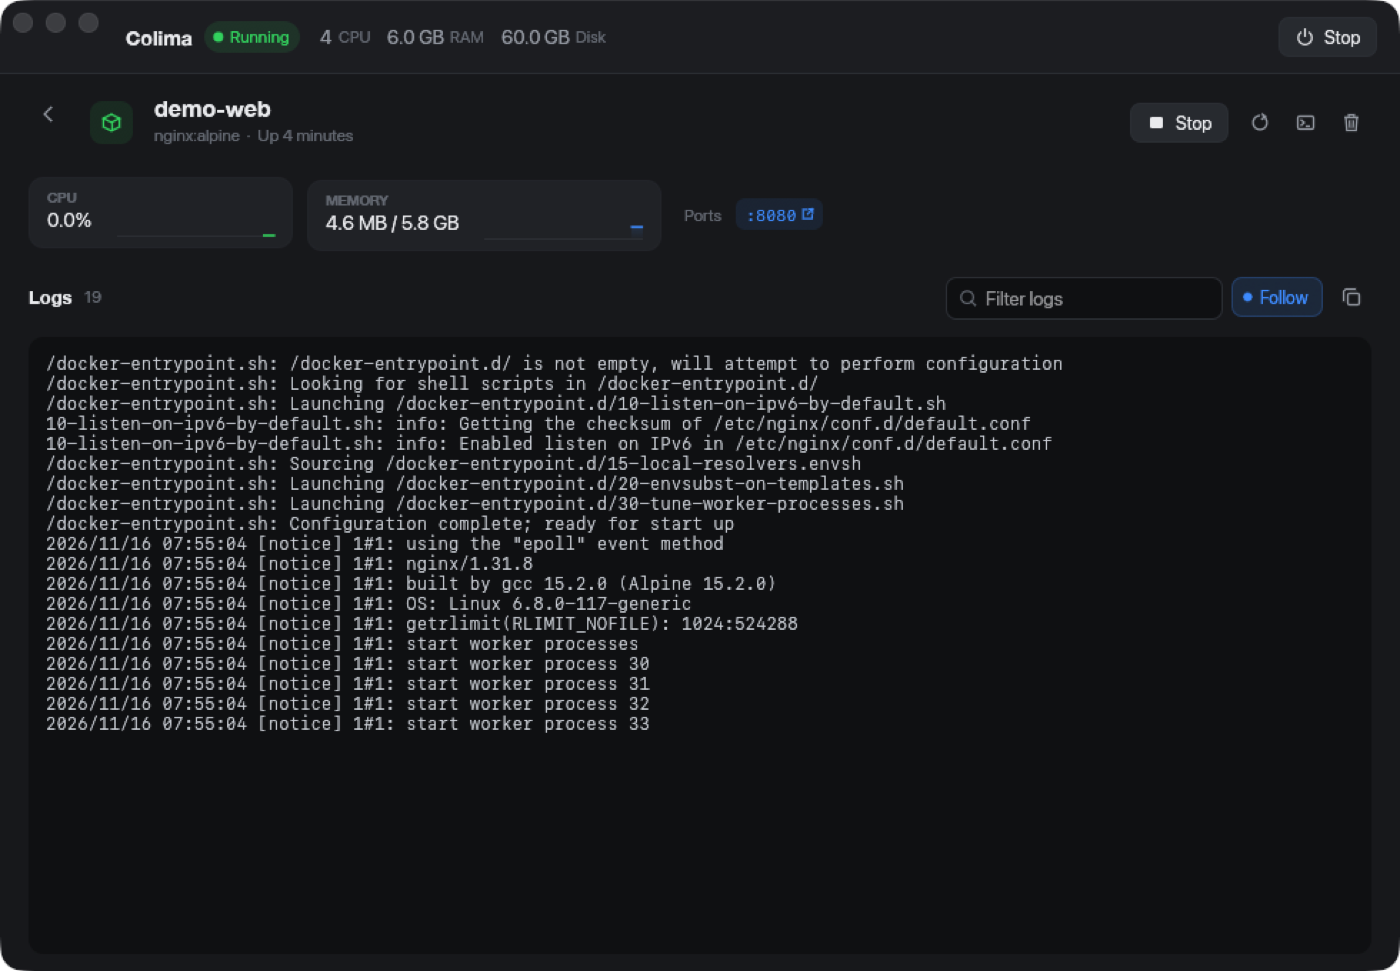 Colima Running 4 CPU 6.0 GB RAM 60.0 GB Disk Stop
demo-web
nginx:alpine · Up 4 minutes
Stop
CPU
0.0%
MEMORY
4.6 MB / 5.8 GB
Ports :8080
Logs 19
Filter logs
Follow
/docker-entrypoint.sh: /docker-entrypoint.d/ is not empty, will attempt to perform configuration
/docker-entrypoint.sh: Looking for shell scripts in /docker-entrypoint.d/
/docker-entrypoint.sh: Launching /docker-entrypoint.d/10-listen-on-ipv6-by-default.sh
10-listen-on-ipv6-by-default.sh: info: Getting the checksum of /etc/nginx/conf.d/default.conf
10-listen-on-ipv6-by-default.sh: info: Enabled listen on IPv6 in /etc/nginx/conf.d/default.conf
/docker-entrypoint.sh: Sourcing /docker-entrypoint.d/15-local-resolvers.envsh
/docker-entrypoint.sh: Launching /docker-entrypoint.d/20-envsubst-on-templates.sh
/docker-entrypoint.sh: Launching /docker-entrypoint.d/30-tune-worker-processes.sh
/docker-entrypoint.sh: Configuration complete; ready for start up
2026/11/16 07:55:04 [notice] 1#1: using the "epoll" event method
2026/11/16 07:55:04 [notice] 1#1: nginx/1.31.8
2026/11/16 07:55:04 [notice] 1#1: built by gcc 15.2.0 (Alpine 15.2.0)
2026/11/16 07:55:04 [notice] 1#1: OS: Linux 6.8.0-117-generic
2026/11/16 07:55:04 [notice] 1#1: getrlimit(RLIMIT_NOFILE): 1024:524288
2026/11/16 07:55:04 [notice] 1#1: start worker processes
2026/11/16 07:55:04 [notice] 1#1: start worker process 30
2026/11/16 07:55:04 [notice] 1#1: start worker process 31
2026/11/16 07:55:04 [notice] 1#1: start worker process 32
2026/11/16 07:55:04 [notice] 1#1: start worker process 33